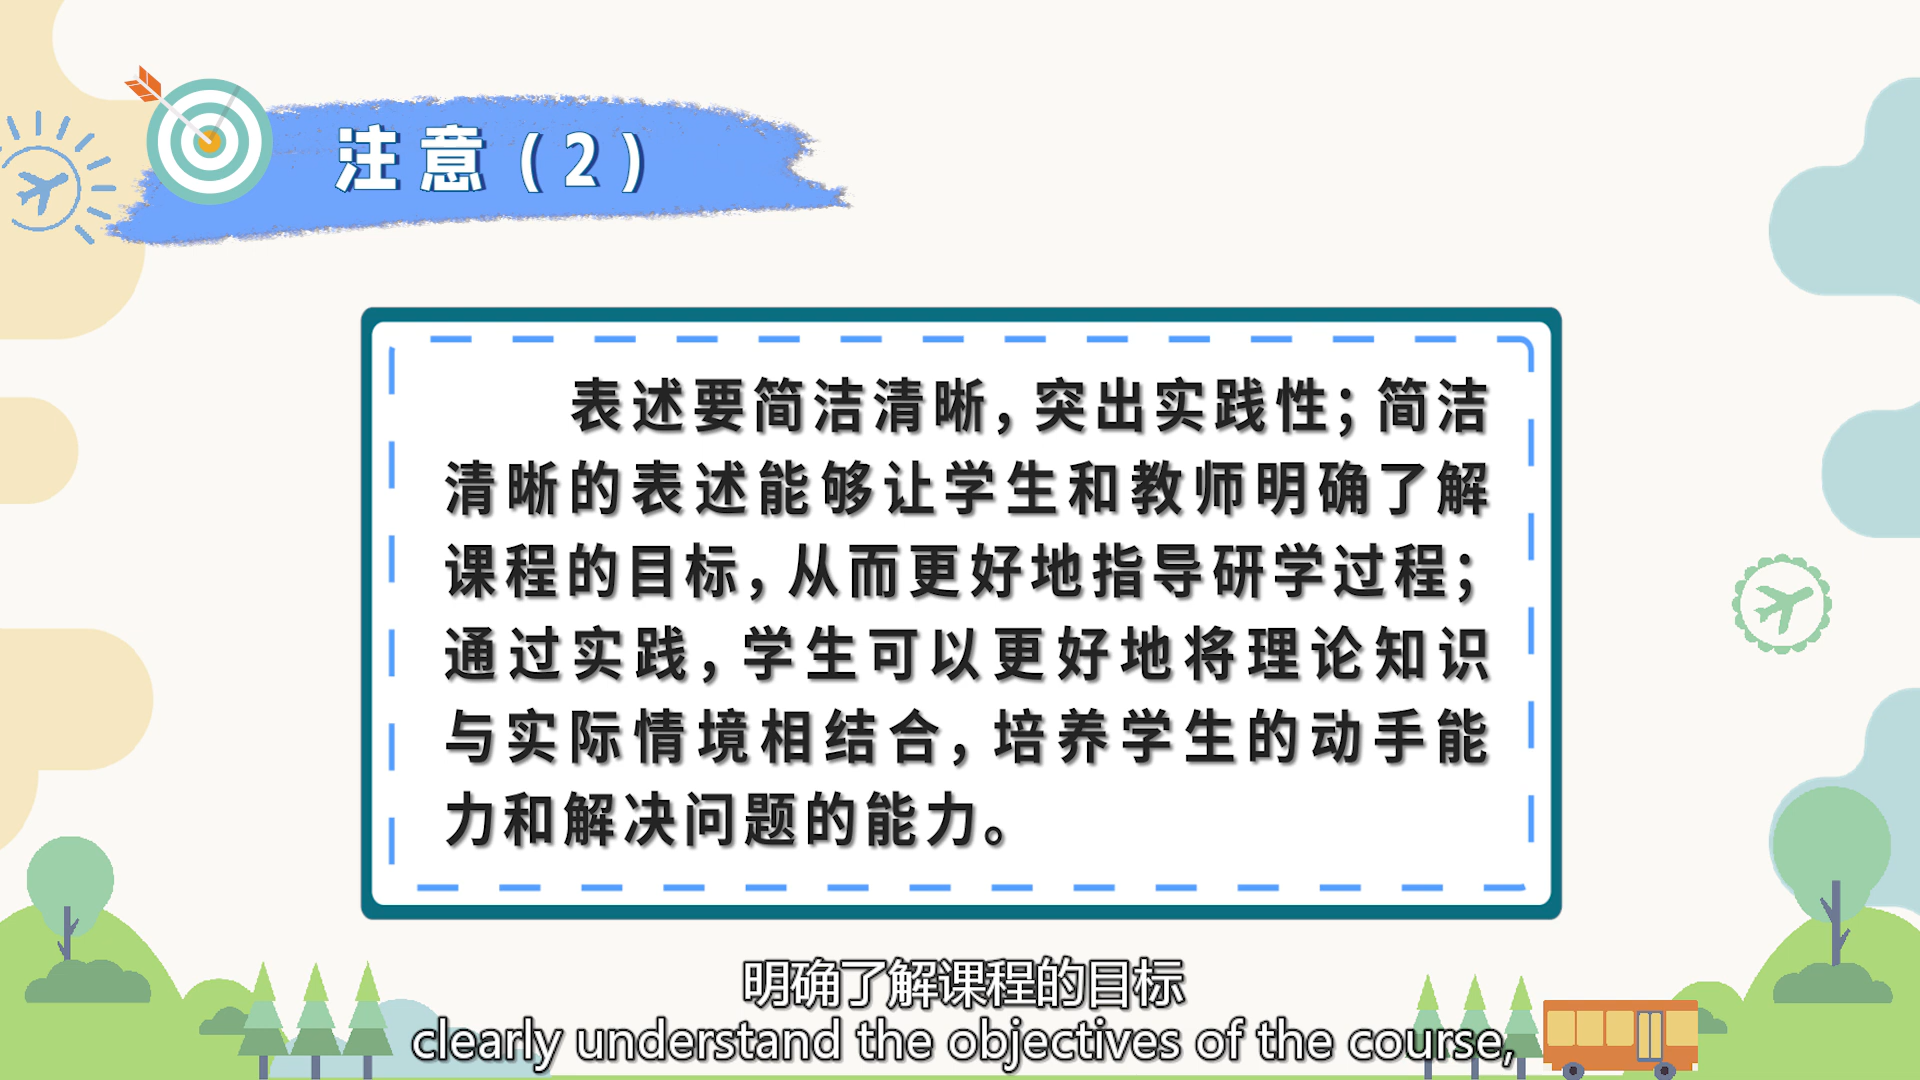 注意(2)
表述要简洁清晰,突出实践性;简洁
清晰的表述能够让学生和教师明确了解
课程的目标,从而更好地指导研学过程;
通过实践,学生可以更好地将理论知识
与实际情境相结合,培养学生的动手能
力和解决问题的能力。
明确了解课程的目标
clearly understand the objectives of the course,